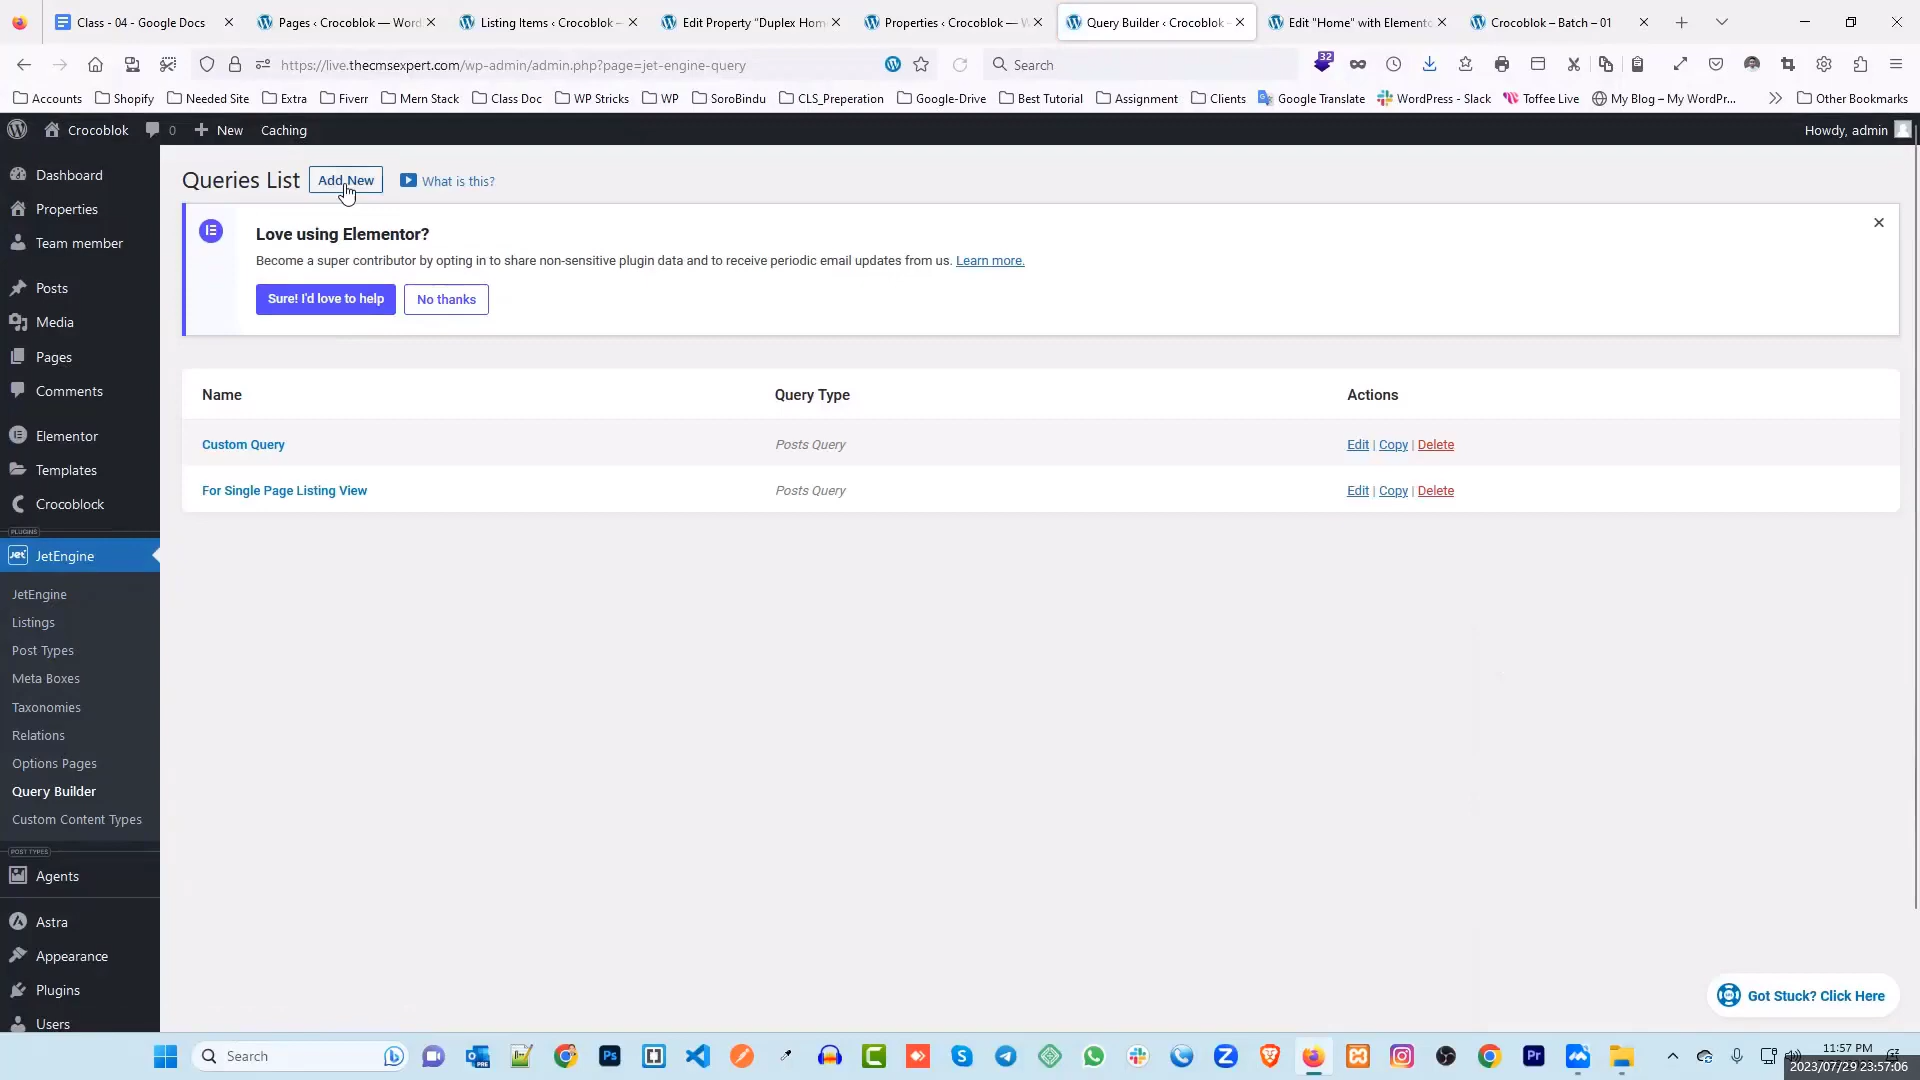 Class - 04 - Google Docs
Pages ‹ Crocoblok — Word
Listing Items ‹ Crocoblok —
Edit Property "Duplex Hom
Properties ‹ Crocoblok — W
Query Builder ‹ Crocoblok –
Edit "Home" with Elemento
Crocoblok – Batch – 01
https://live.thecmsexpert.com/wp-admin/admin.php?page=jet-engine-query
Search
32
Accounts
Shopify
Needed Site
Extra
Fiverr
Mern Stack
Class Doc
WP Stricks
WP
SoroBindu
CLS_Preperation
Google-Drive
Best Tutorial
Assignment
Clients
Google Translate
WordPress - Slack
Toffee Live
My Blog – My WordPr...
Other Bookmarks
Crocoblok
0
New
Caching
Howdy, admin
Dashboard
Properties
Team member
Posts
Media
Pages
Comments
Elementor
Templates
Crocoblock
PLUGINS
JetEngine
JetEngine
Listings
Post Types
Meta Boxes
Taxonomies
Relations
Options Pages
Query Builder
Custom Content Types
POST TYPES
Agents
Astra
Appearance
Plugins
Users
Queries List
Add New
What is this?
Love using Elementor?
Become a super contributor by opting in to share non-sensitive plugin data and to receive periodic email updates from us. Learn more.
Sure! I'd love to help
No thanks
Name Query Type Actions
Custom Query Posts Query Edit | Copy | Delete
For Single Page Listing View Posts Query Edit | Copy | Delete
Got Stuck? Click Here
Search
11:57 PM
2023/07/29 23:57:06